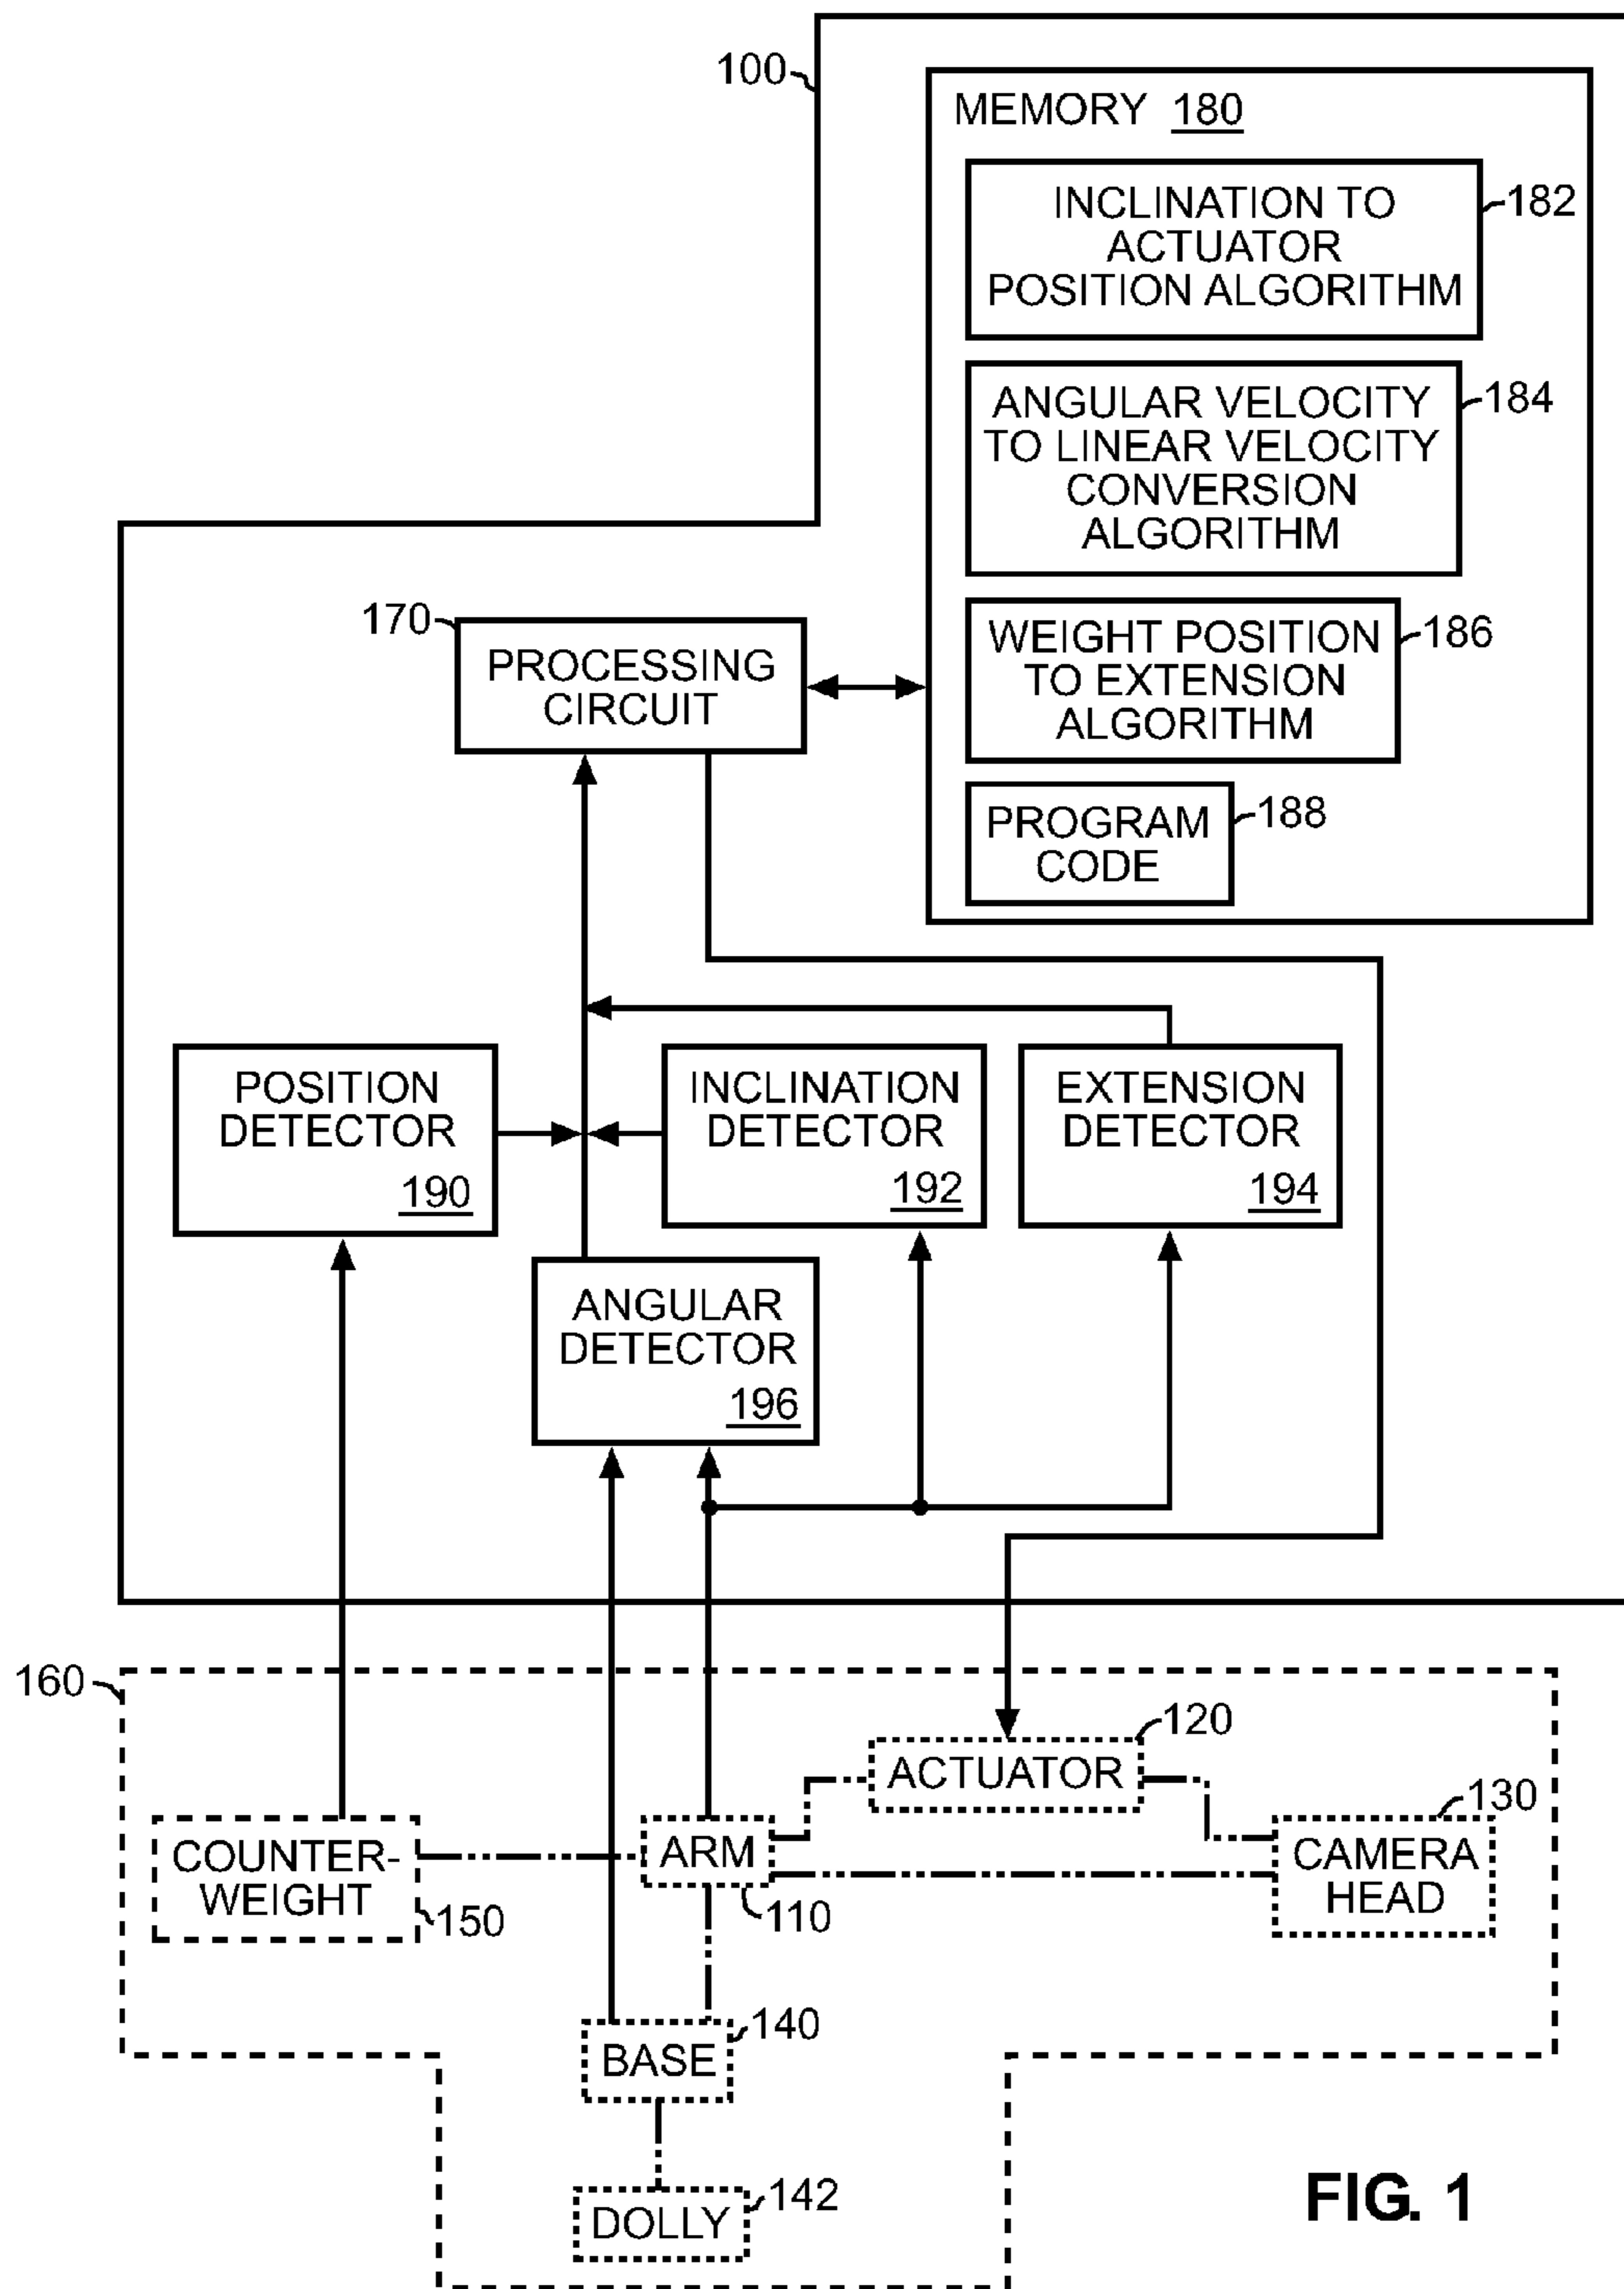 100
MEMORY 180
INCLINATION TO
ACTUATOR
POSITION ALGORITHM
182
ANGULAR VELOCITY
TO LINEAR VELOCITY
CONVERSION
ALGORITHM
184
170
PROCESSING
CIRCUIT
WEIGHT POSITION
TO EXTENSION
ALGORITHM
186
PROGRAM
CODE
188
POSITION
DETECTOR
190
INCLINATION
DETECTOR
192
EXTENSION
DETECTOR
194
ANGULAR
DETECTOR
196
160
ACTUATOR
120
COUNTER-
WEIGHT
150
ARM
110
CAMERA
HEAD
130
BASE
140
DOLLY
142
FIG. 1